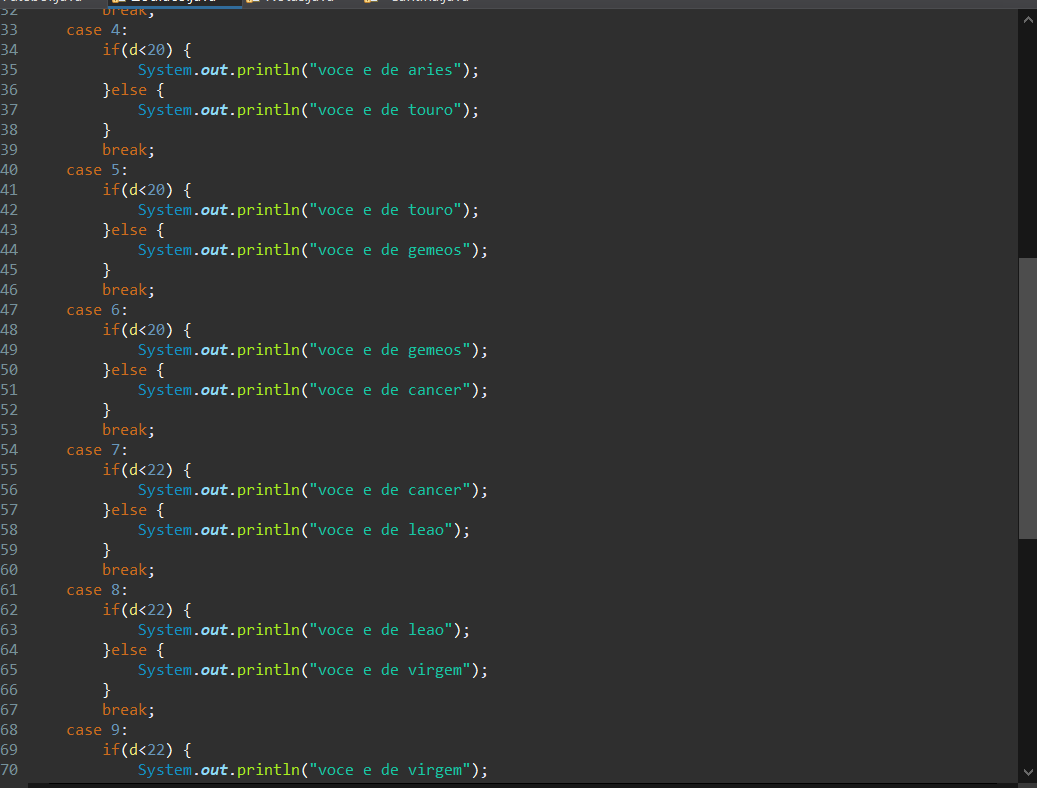 32 break;
33 case 4:
34 if(d<20) {
35 System.out.println("voce e de aries");
36 }else {
37 System.out.println("voce e de touro");
38 }
39 break;
40 case 5:
41 if(d<20) {
42 System.out.println("voce e de touro");
43 }else {
44 System.out.println("voce e de gemeos");
45 }
46 break;
47 case 6:
48 if(d<20) {
49 System.out.println("voce e de gemeos");
50 }else {
51 System.out.println("voce e de cancer");
52 }
53 break;
54 case 7:
55 if(d<22) {
56 System.out.println("voce e de cancer");
57 }else {
58 System.out.println("voce e de leao");
59 }
60 break;
61 case 8:
62 if(d<22) {
63 System.out.println("voce e de leao");
64 }else {
65 System.out.println("voce e de virgem");
66 }
67 break;
68 case 9:
69 if(d<22) {
70 System.out.println("voce e de virgem");